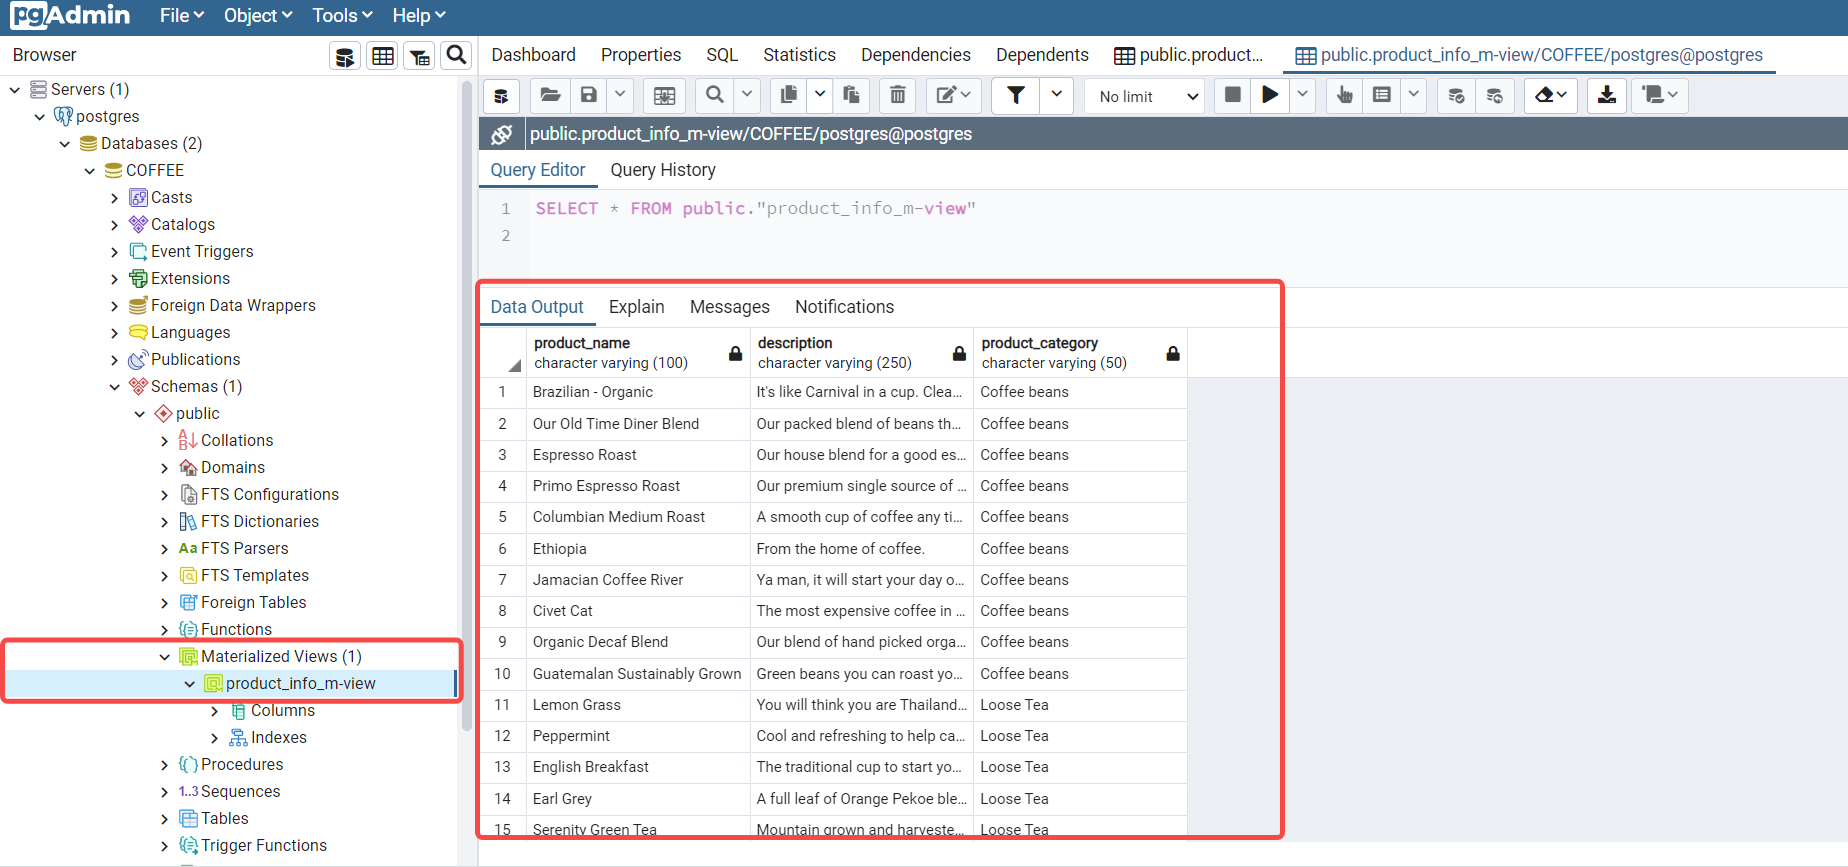 pgAdmin File Object Tools Help
Browser
Dashboard Properties SQL Statistics Dependencies Dependents public.product... public.product_info_m-view/COFFEE/postgres@postgres
No limit
public.product_info_m-view/COFFEE/postgres@postgres
Query Editor Query History
1 SELECT * FROM public."product_info_m-view"
2
Servers (1)
postgres
Databases (2)
COFFEE
Casts
Catalogs
Event Triggers
Extensions
Foreign Data Wrappers
Languages
Publications
Schemas (1)
public
Collations
Domains
FTS Configurations
FTS Dictionaries
Aa FTS Parsers
FTS Templates
Foreign Tables
Functions
Materialized Views (1)
product_info_m-view
Columns
Indexes
Procedures
1..3 Sequences
Tables
Trigger Functions
Data Output Explain Messages Notifications
product_name description product_category
character varying (100) character varying (250) character varying (50)
1 Brazilian - Organic It's like Carnival in a cup. Clea... Coffee beans
2 Our Old Time Diner Blend Our packed blend of beans th... Coffee beans
3 Espresso Roast Our house blend for a good es... Coffee beans
4 Primo Espresso Roast Our premium single source of ... Coffee beans
5 Columbian Medium Roast A smooth cup of coffee any ti... Coffee beans
6 Ethiopia From the home of coffee. Coffee beans
7 Jamacian Coffee River Ya man, it will start your day o... Coffee beans
8 Civet Cat The most expensive coffee in ... Coffee beans
9 Organic Decaf Blend Our blend of hand picked orga... Coffee beans
10 Guatemalan Sustainably Grown Green beans you can roast yo... Coffee beans
11 Lemon Grass You will think you are Thailand... Loose Tea
12 Peppermint Cool and refreshing to help ca... Loose Tea
13 English Breakfast The traditional cup to start yo... Loose Tea
14 Earl Grey A full leaf of Orange Pekoe ble... Loose Tea
15 Serenity Green Tea Mountain grown and harveste... Loose Tea